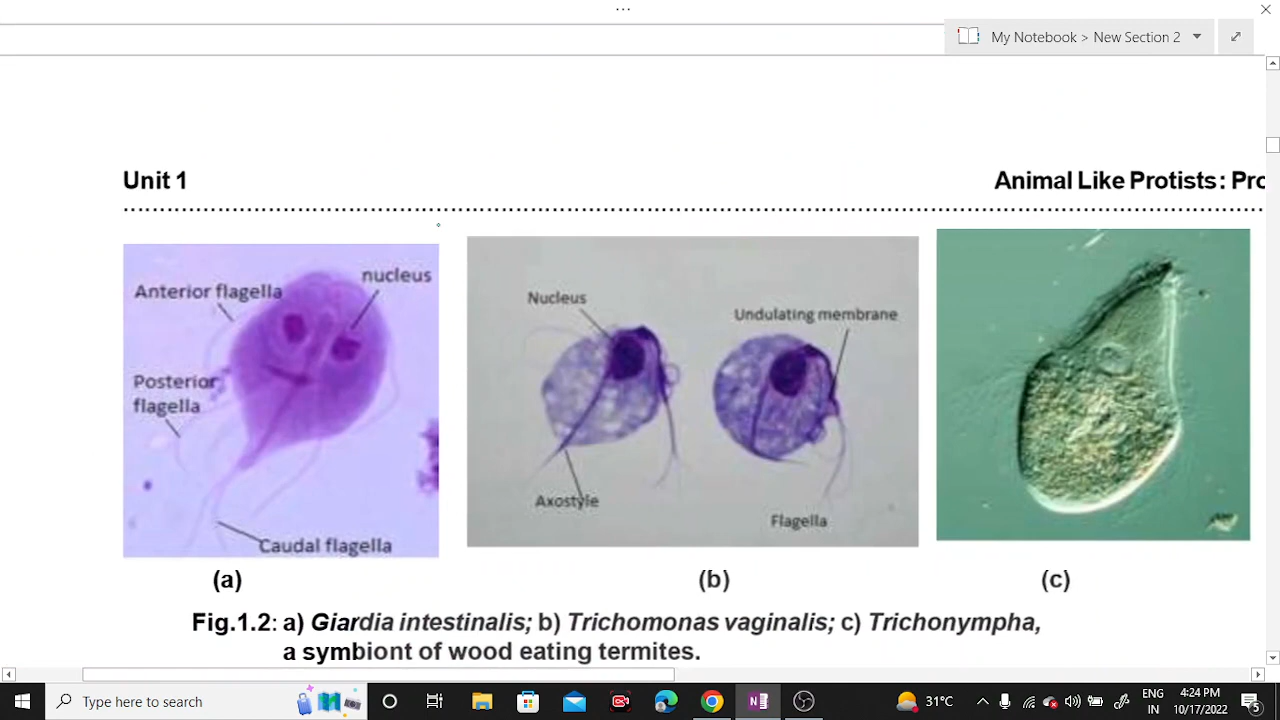 ...
My Notebook > New Section 2
Unit 1
Animal Like Protists: Pro
Anterior flagella
nucleus
Posterior
flagella
Caudal flagella
Nucleus
Undulating membrane
Axostyle
Flagella
(a)
(b)
(c)
Fig.1.2: a) Giardia intestinalis; b) Trichomonas vaginalis; c) Trichonympha,
a symbiont of wood eating termites.
Type here to search
31°C
ENG
IN
4:24 PM
10/17/2022
5